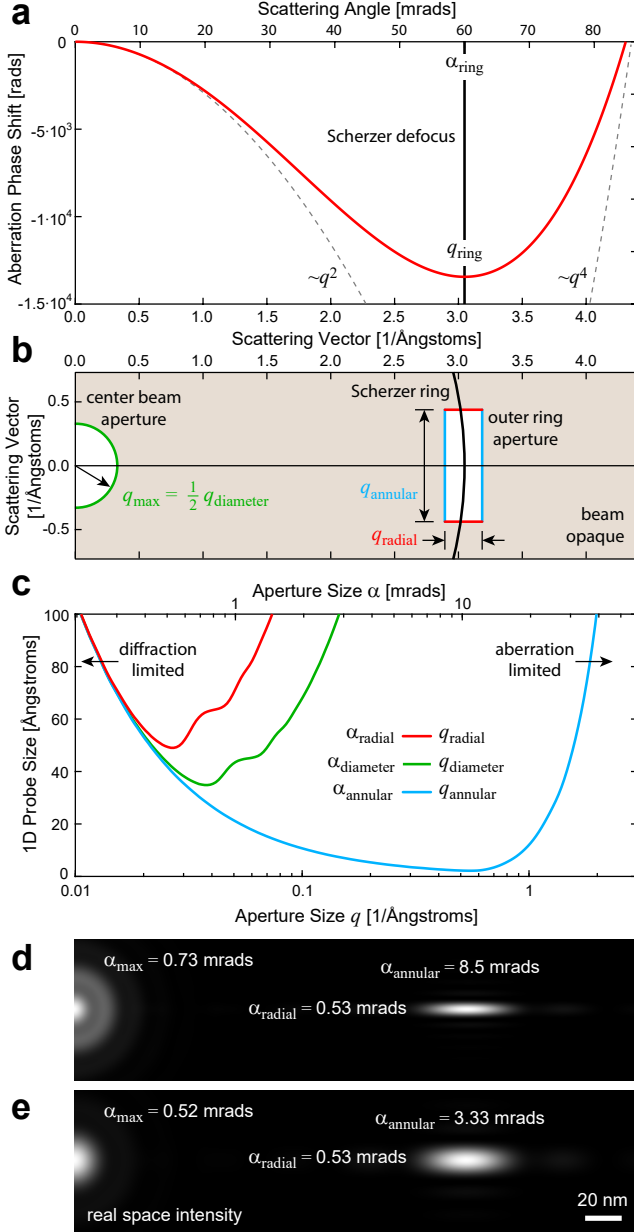 a
Scattering Angle [mrads]
0 10 20 30 40 50 60 70 80
Aberration Phase Shift [rads]
0
-5·10³
-1·10⁴
-1.5·10⁴
α_ring
Scherzer defocus
q_ring
~q²
~q⁴
0.0 0.5 1.0 1.5 2.0 2.5 3.0 3.5 4.0
Scattering Vector [1/Ångstoms]
b
0.0 0.5 1.0 1.5 2.0 2.5 3.0 3.5 4.0
Scattering Vector
[1/Ångstoms]
0.5
0.0
-0.5
center beam
aperture
q_max = 1/2 q_diameter
Scherzer ring
outer ring
aperture
q_annular
q_radial
beam
opaque
c
Aperture Size α [mrads]
1 10
1D Probe Size [Ångstroms]
100
80
60
40
20
0
diffraction
limited
aberration
limited
α_radial q_radial
α_diameter q_diameter
α_annular q_annular
0.01 0.1 1
Aperture Size q [1/Ångstroms]
d
α_max = 0.73 mrads
α_annular = 8.5 mrads
α_radial = 0.53 mrads
e
α_max = 0.52 mrads
α_annular = 3.33 mrads
α_radial = 0.53 mrads
real space intensity
20 nm